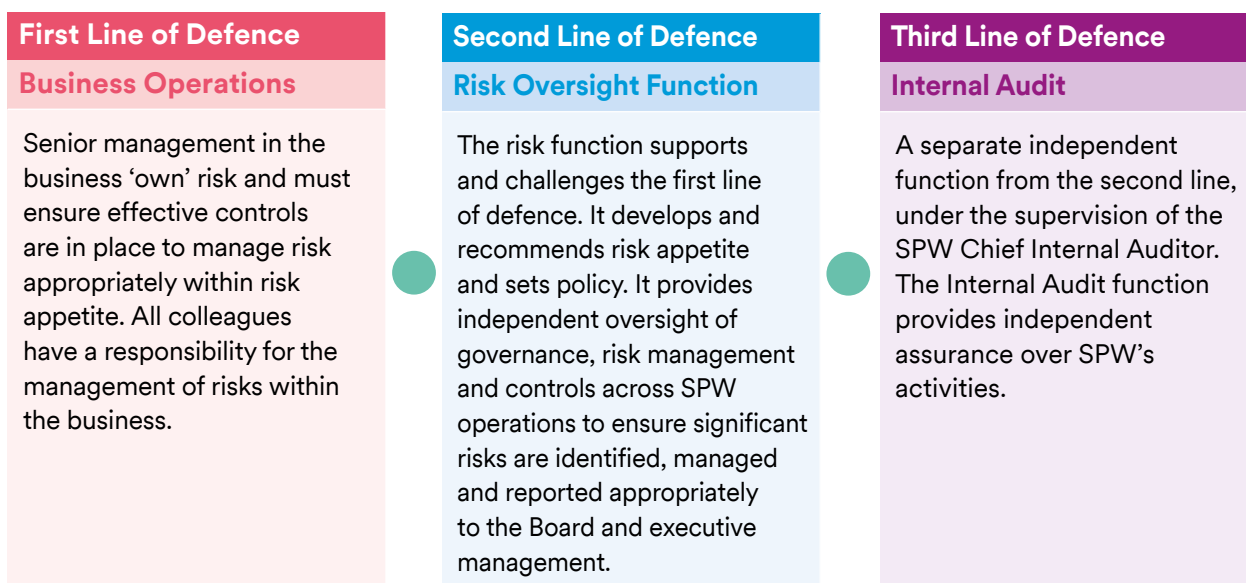 First Line of Defence
Business Operations
Senior management in the
business ‘own’ risk and must
ensure effective controls
are in place to manage risk
appropriately within risk
appetite. All colleagues
have a responsibility for the
management of risks within
the business.
Second Line of Defence
Risk Oversight Function
The risk function supports
and challenges the first line
of defence. It develops and
recommends risk appetite
and sets policy. It provides
independent oversight of
governance, risk management
and controls across SPW
operations to ensure significant
risks are identified, managed
and reported appropriately
to the Board and executive
management.
Third Line of Defence
Internal Audit
A separate independent
function from the second line,
under the supervision of the
SPW Chief Internal Auditor.
The Internal Audit function
provides independent
assurance over SPW’s
activities.